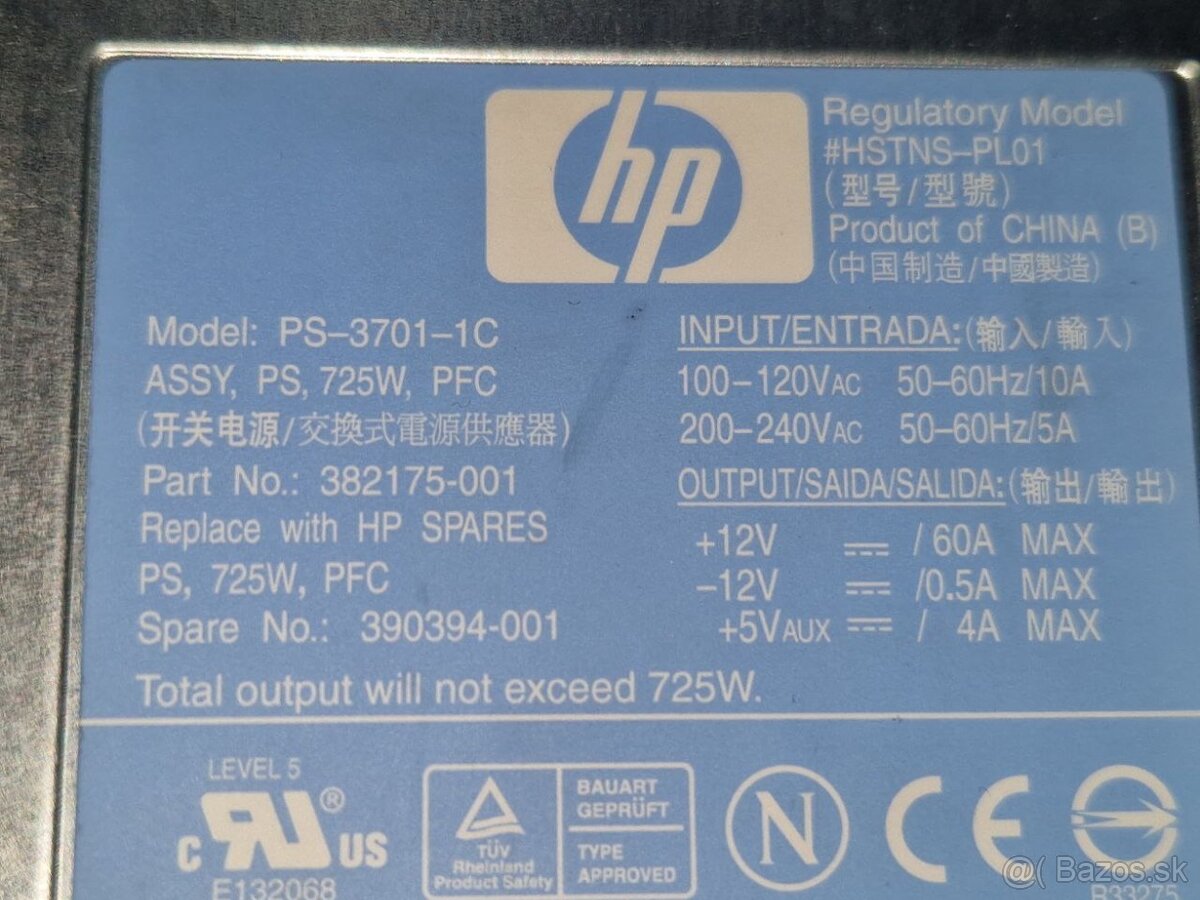 hp
Regulatory Model
#HSTNS-PL01
(型号/型號)
Product of CHINA (B)
(中国制造/中國製造)
Model: PS-3701-1C
ASSY, PS, 725W, PFC
(开关电源/交換式電源供應器)
Part No.: 382175-001
Replace with HP SPARES
PS, 725W, PFC
Spare No.: 390394-001
INPUT/ENTRADA:(输入/輸入)
100-120VAC 50-60Hz/10A
200-240VAC 50-60Hz/5A
OUTPUT/SAIDA/SALIDA:(输出/輸出)
+12V ⎓ / 60A MAX
-12V ⎓ /0.5A MAX
+5VAUX ⎓ / 4A MAX
Total output will not exceed 725W.
LEVEL 5
C RU ® US
E132068
TÜV
Rheinland
Product Safety
BAUART
GEPRÜFT
TYPE
APPROVED
N
CE
R33275
@( Bazos.sk